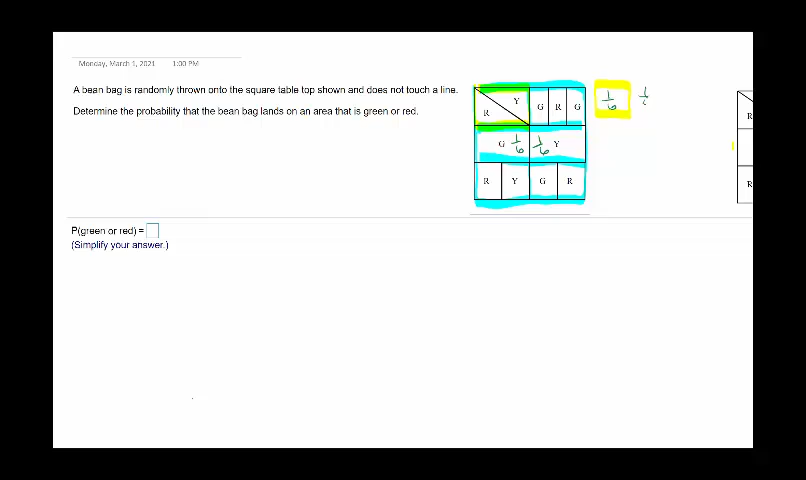 Monday, March 1, 2021 1:00 PM
A bean bag is randomly thrown onto the square table top shown and does not touch a line.
Determine the probability that the bean bag lands on an area that is green or red.
R Y G R G
1/6
G 1/6 1/6 Y
R Y G R
R
R
P(green or red) =
(Simplify your answer.)